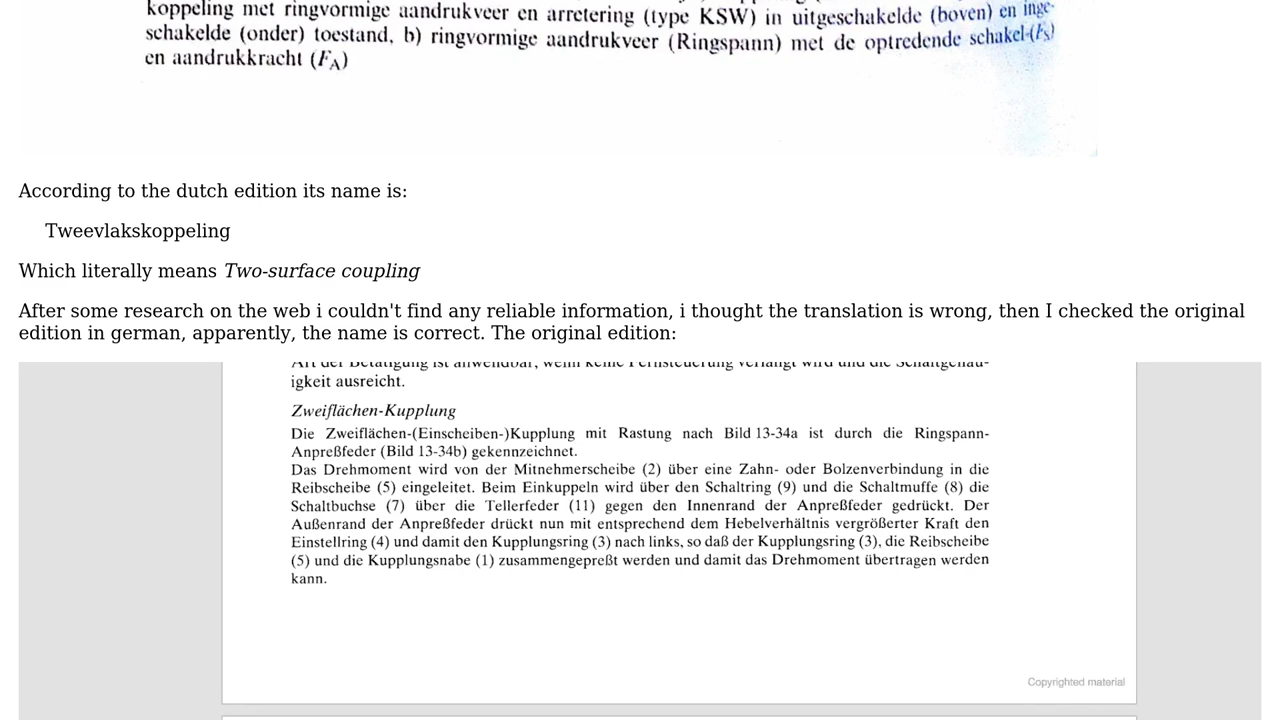 koppeling met ringvormige aandrukveer en arretering (type KSW) in uitgeschakelde (boven) en inge-
schakelde (onder) toestand, b) ringvormige aandrukveer (Ringspann) met de optredende schakel-(Fs)
en aandrukkracht (FA)
According to the dutch edition its name is:
Tweevlakskoppeling
Which literally means Two-surface coupling
After some research on the web i couldn't find any reliable information, i thought the translation is wrong, then I checked the original
edition in german, apparently, the name is correct. The original edition:
Art der Betätigung ist anwendbar, wenn keine Fernsteuerung verlangt wird und die Schaltgenau-
igkeit ausreicht.
Zweiflächen-Kupplung
Die Zweiflächen-(Einscheiben-)Kupplung mit Rastung nach Bild 13-34a ist durch die Ringspann-
Anpreßfeder (Bild 13-34b) gekennzeichnet.
Das Drehmoment wird von der Mitnehmerscheibe (2) über eine Zahn- oder Bolzenverbindung in die
Reibscheibe (5) eingeleitet. Beim Einkuppeln wird über den Schaltring (9) und die Schaltmuffe (8) die
Schaltbuchse (7) über die Tellerfeder (11) gegen den Innenrand der Anpreßfeder gedrückt. Der
Außenrand der Anpreßfeder drückt nun mit entsprechend dem Hebelverhältnis vergrößerter Kraft den
Einstellring (4) und damit den Kupplungsring (3) nach links, so daß der Kupplungsring (3), die Reibscheibe
(5) und die Kupplungsnabe (1) zusammengepreßt werden und damit das Drehmoment übertragen werden
kann.
Copyrighted material